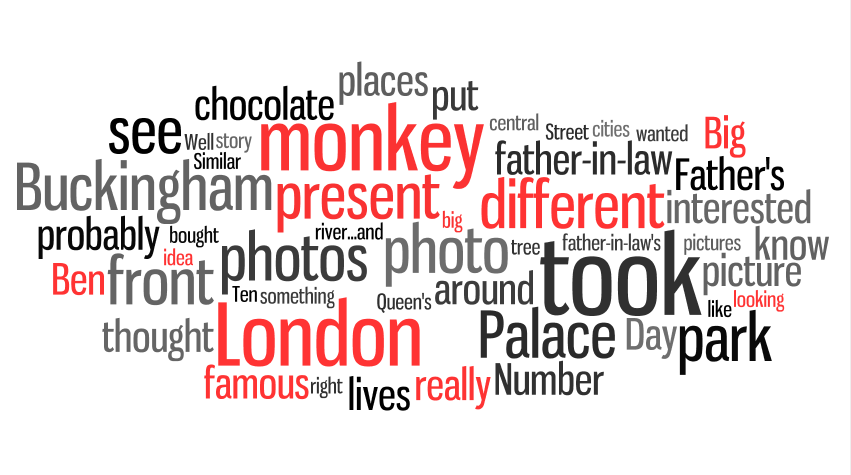 places
chocolate
put
see
Well
story
monkey
central
Street
cities
wanted
Big
Similar
father-in-law
Father's
Buckingham
present
different
interested
big
probably
bought
river...and
photos
photo
tree
father-in-law's
pictures
know
idea
Ben
front
took
picture
Ten
something
Queen's
around
like
looking
thought
London
Palace
Day
park
famous
right
lives
really
Number